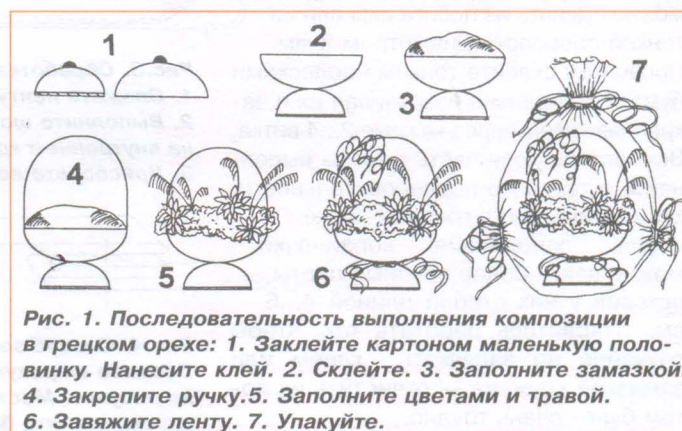 1
2
3
4
5
6
7
Рис. 1. Последовательность выполнения композиции
в грецком орехе: 1. Заклейте картоном маленькую поло-
винку. Нанесите клей. 2. Склейте. 3. Заполните замазкой.
4. Закрепите ручку.5. Заполните цветами и травой.
6. Завяжите ленту. 7. Упакуйте.